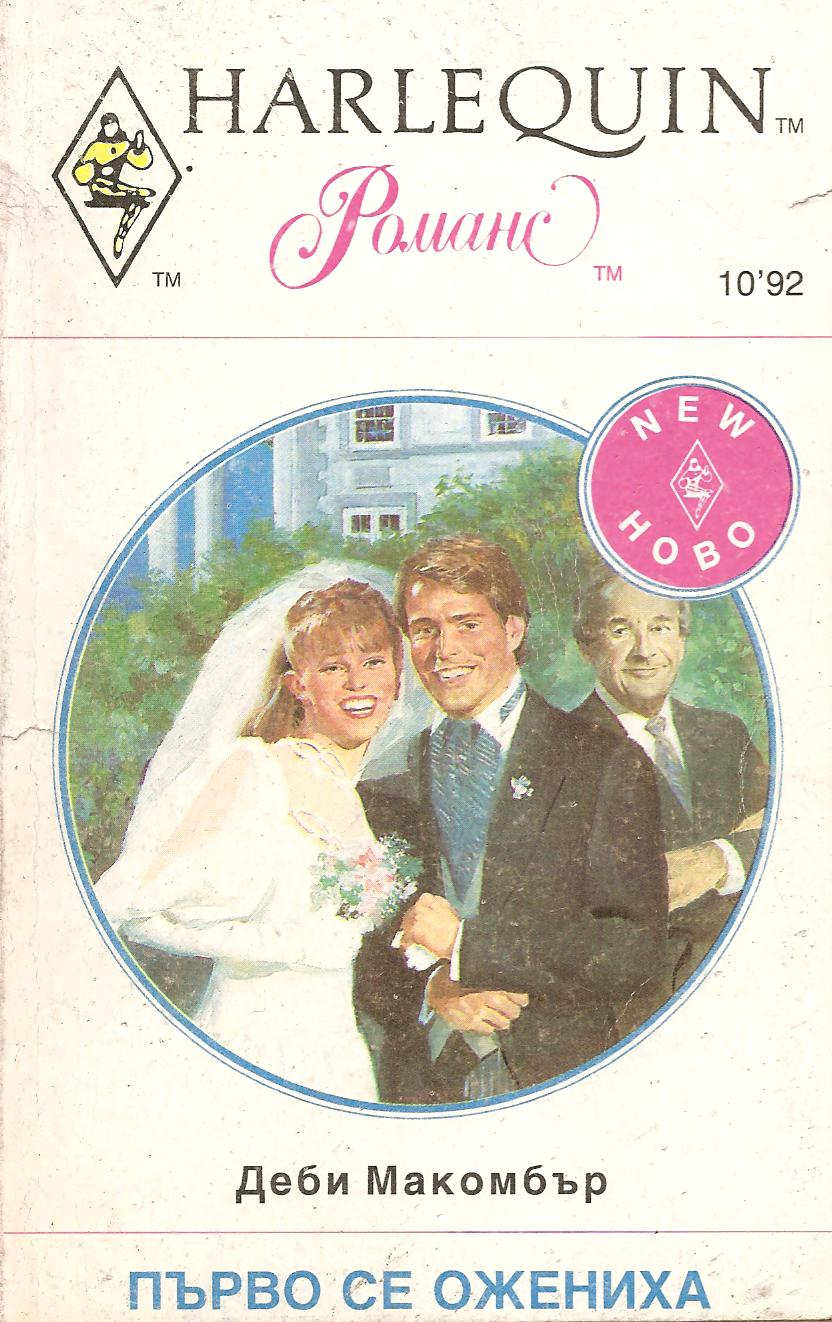 HARLEQUIN™
Романс™
TM
10'92
NEW
НОВО
Деби Макомбър
ПЪРВО СЕ ОЖЕНИХА